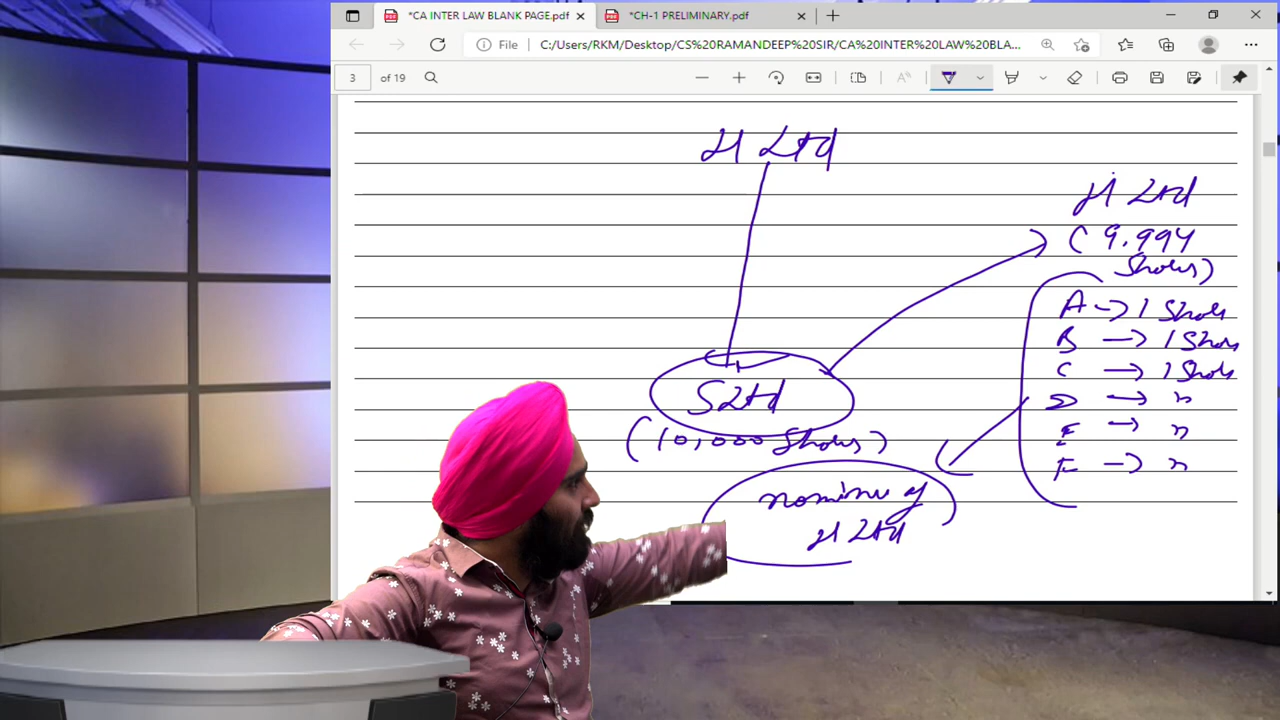 *CA INTER LAW BLANK PAGE.pdf
*CH-1 PRELIMINARY.pdf
File
C:/Users/RKM/Desktop/CS%20RAMANDEEP%20SIR/CA%20INTER%20LAW%20BLA...
3 of 19
H Ltd
H Ltd
( 9,994
Shares)
A → 1 Share
B → 1 Share
C → 1 Share
D → n
E → n
F → n
S Ltd
(10,000 Shares)
nominee of
H Ltd